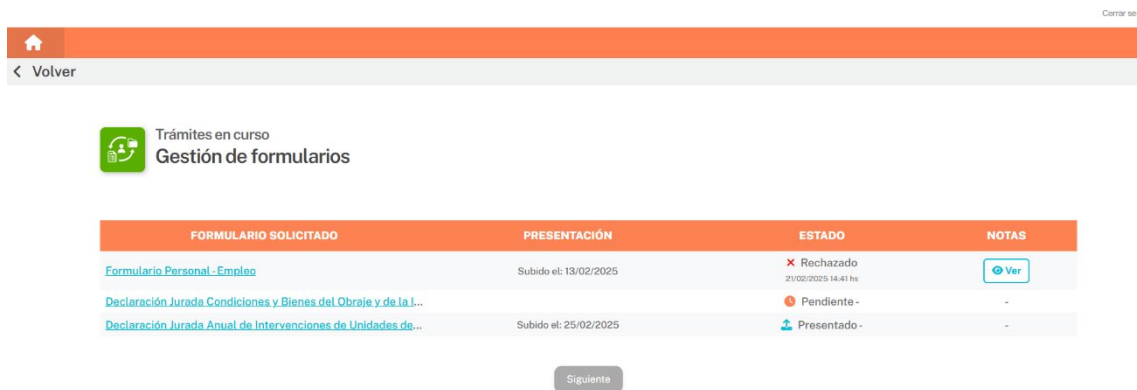 Cerrar se
Volver
Trámites en curso
Gestión de formularios
FORMULARIO SOLICITADO PRESENTACIÓN ESTADO NOTAS
Formulario Personal - Empleo Subido el: 13/02/2025 Rechazado Ver
21/02/2025 14:41 hs
Declaración Jurada Condiciones y Bienes del Obraje y de la I... Pendiente - -
Declaración Jurada Anual de Intervenciones de Unidades de... Subido el: 25/02/2025 Presentado - -
Siguiente